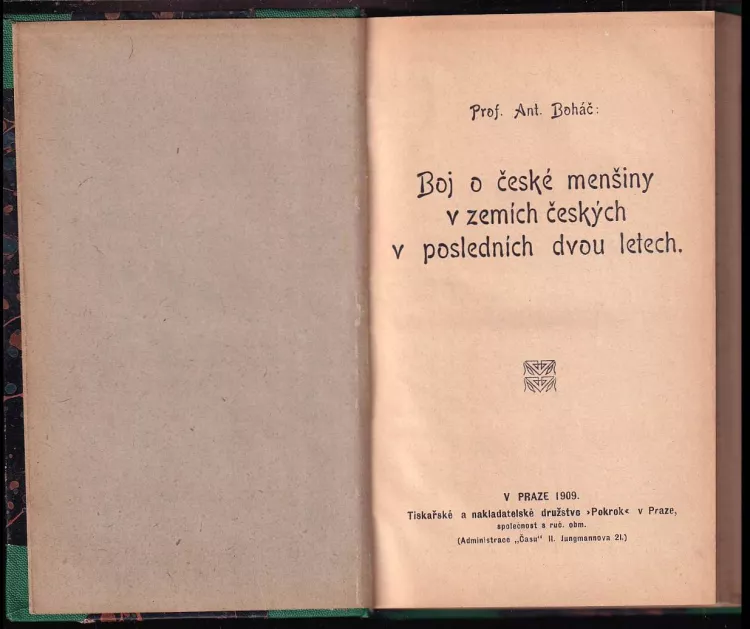 Prof. Ant. Boháč:
Boj o české menšiny
v zemích českých
v posledních dvou letech.
V PRAZE 1909.
Tiskařské a nakladatelské družstvo ›Pokrok‹ v Praze,
společnost s ruč. obm.
(Administrace „Času“ II. Jungmannova 21.)